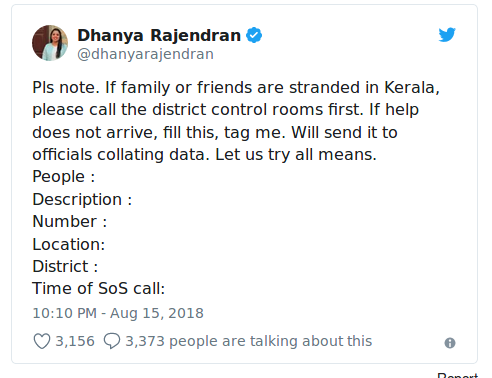 Dhanya Rajendran
@dhanyarajendran
Pls note. If family or friends are stranded in Kerala,
please call the district control rooms first. If help
does not arrive, fill this, tag me. Will send it to
officials collating data. Let us try all means.
People :
Description :
Number :
Location:
District :
Time of SoS call:
10:10 PM - Aug 15, 2018
3,156 3,373 people are talking about this